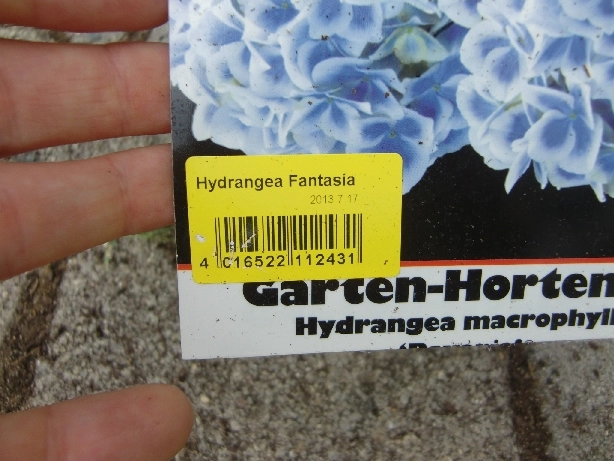 Hydrangea Fantasia
2013 7 17
4 016522 112431
Garten-Horten
Hydrangea macrophyll